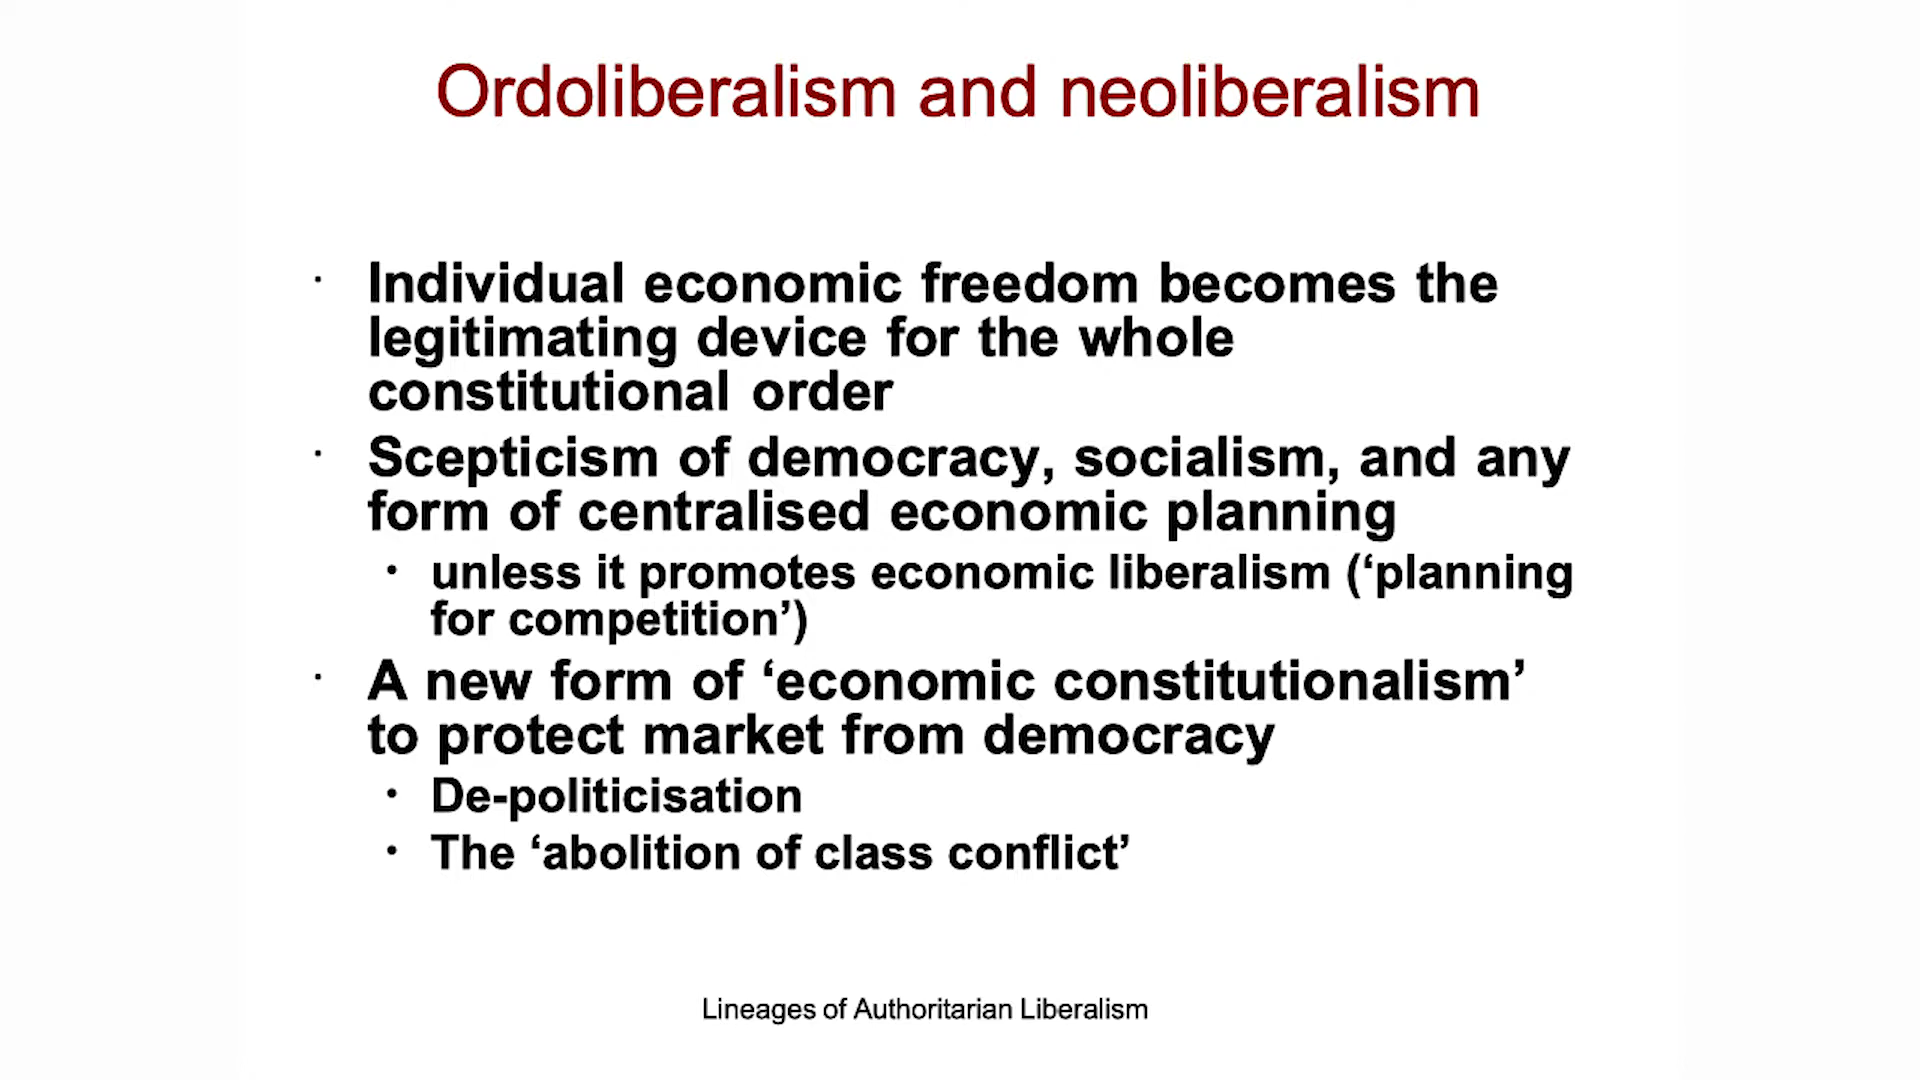 Ordoliberalism and neoliberalism
· Individual economic freedom becomes the
legitimating device for the whole
constitutional order
· Scepticism of democracy, socialism, and any
form of centralised economic planning
• unless it promotes economic liberalism (‘planning
for competition’)
· A new form of ‘economic constitutionalism’
to protect market from democracy
• De-politicisation
• The ‘abolition of class conflict’
Lineages of Authoritarian Liberalism